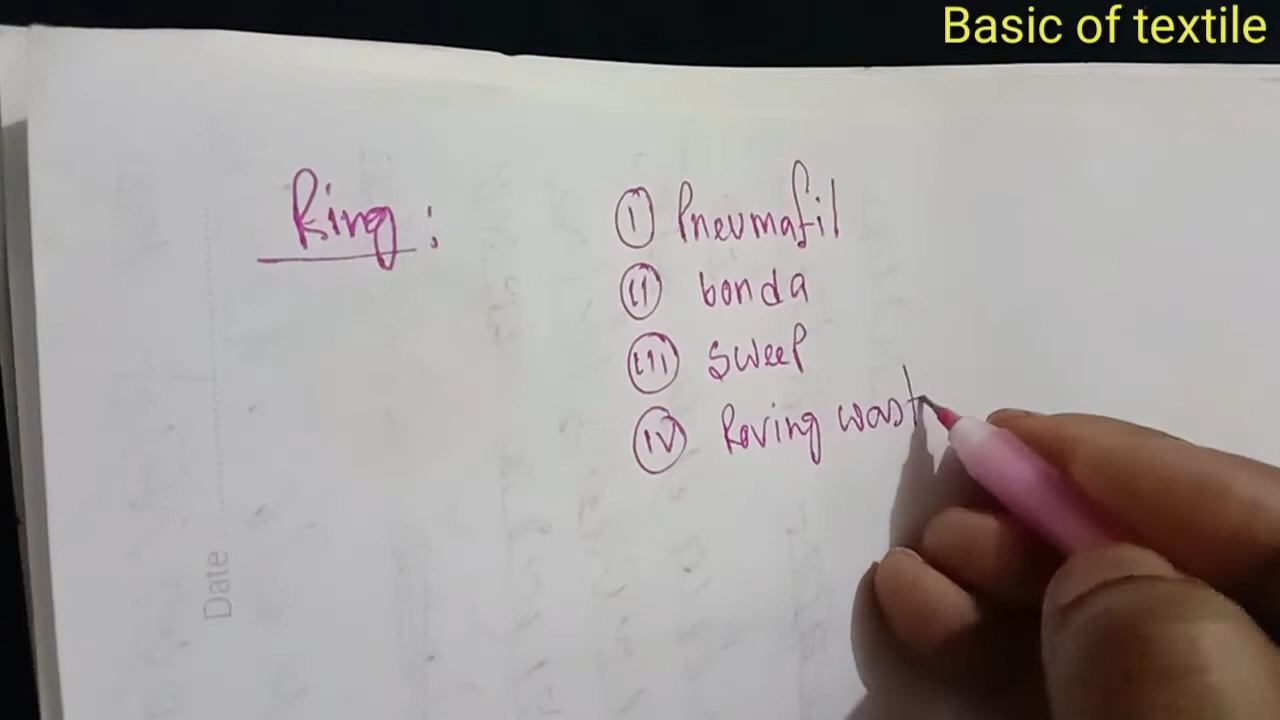 Basic of textile
Ring :
(I) Pneumafil
(II) bonda
(III) sweep
(IV) Roving wast
Date